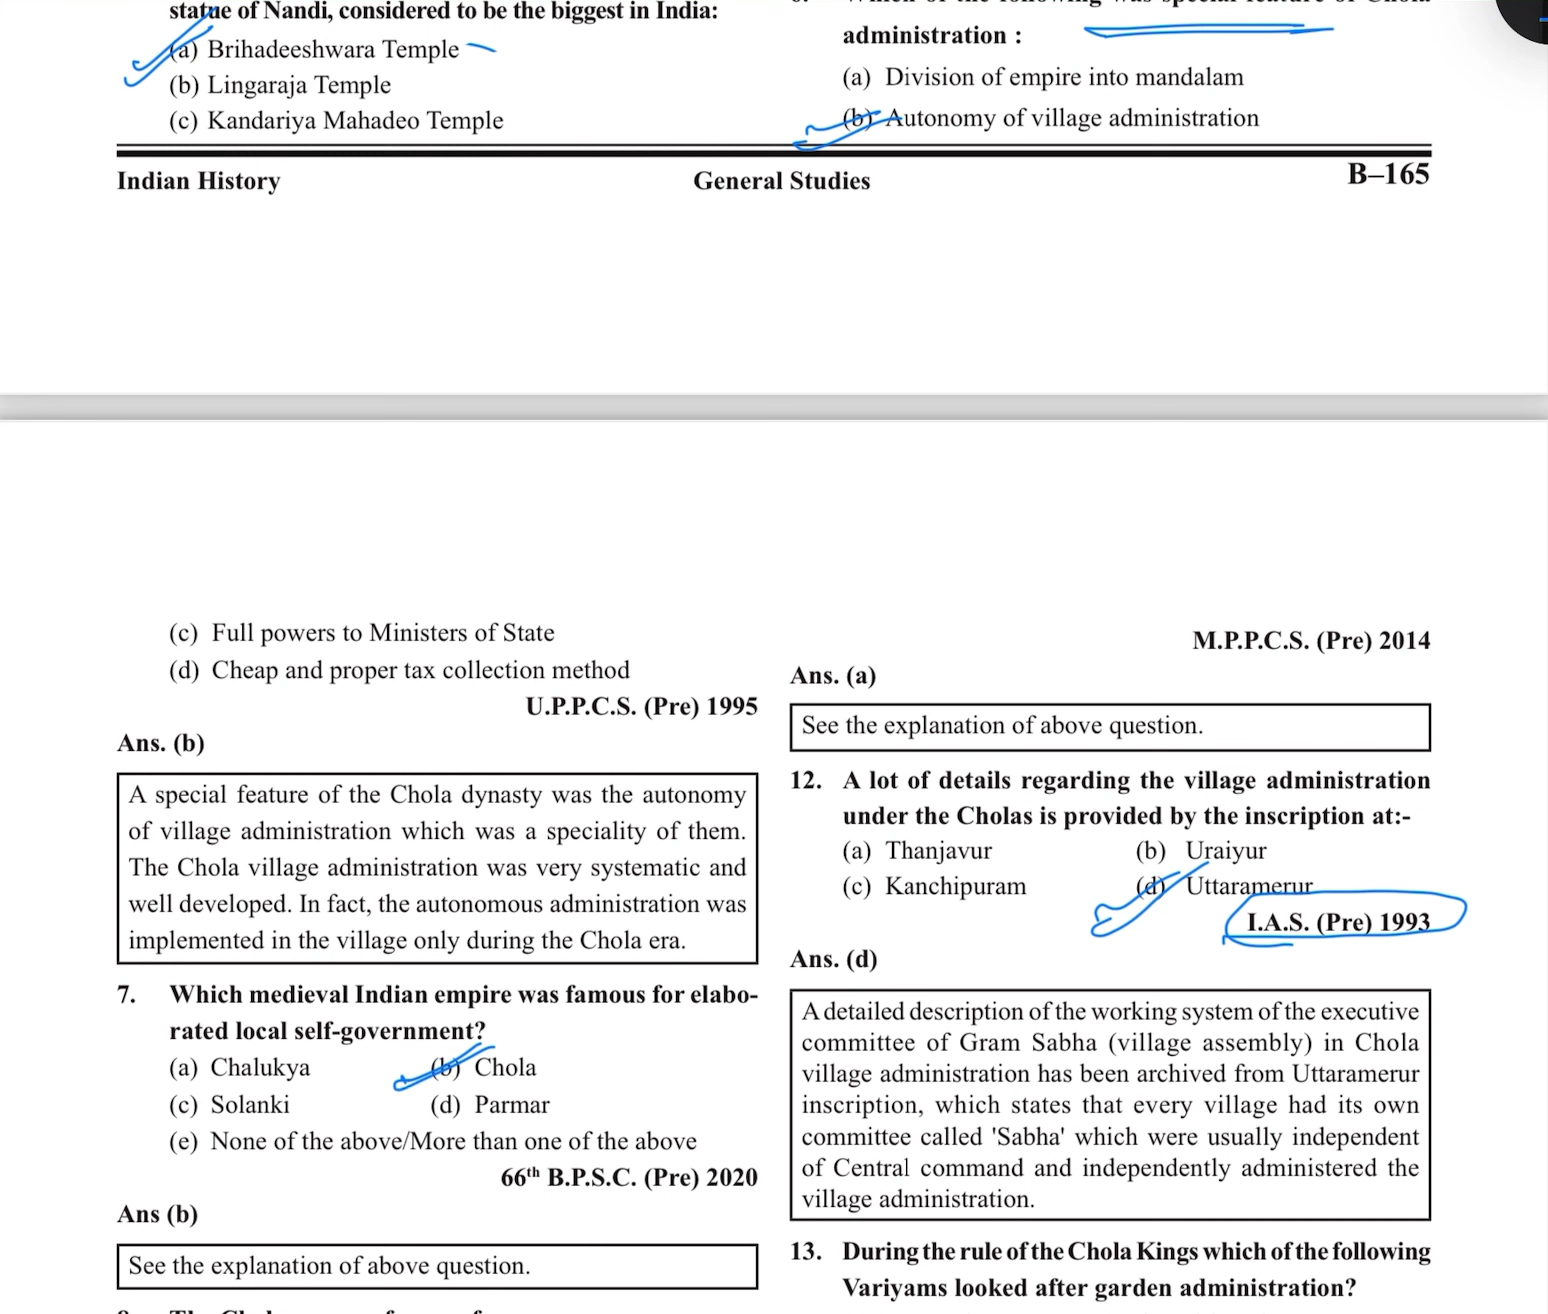 statue of Nandi, considered to be the biggest in India:
(a) Brihadeeshwara Temple
(b) Lingaraja Temple
(c) Kandariya Mahadeo Temple
administration :
(a) Division of empire into mandalam
(b) Autonomy of village administration
Indian History General Studies B–165
(c) Full powers to Ministers of State
(d) Cheap and proper tax collection method
U.P.P.C.S. (Pre) 1995
Ans. (b)
A special feature of the Chola dynasty was the autonomy
of village administration which was a speciality of them.
The Chola village administration was very systematic and
well developed. In fact, the autonomous administration was
implemented in the village only during the Chola era.
7. Which medieval Indian empire was famous for elabo-
rated local self-government?
(a) Chalukya (b) Chola
(c) Solanki (d) Parmar
(e) None of the above/More than one of the above
66th B.P.S.C. (Pre) 2020
Ans (b)
See the explanation of above question.
M.P.P.C.S. (Pre) 2014
Ans. (a)
See the explanation of above question.
12. A lot of details regarding the village administration
under the Cholas is provided by the inscription at:-
(a) Thanjavur (b) Uraiyur
(c) Kanchipuram (d) Uttaramerur
I.A.S. (Pre) 1993
Ans. (d)
A detailed description of the working system of the executive
committee of Gram Sabha (village assembly) in Chola
village administration has been archived from Uttaramerur
inscription, which states that every village had its own
committee called 'Sabha' which were usually independent
of Central command and independently administered the
village administration.
13. During the rule of the Chola Kings which of the following
Variyams looked after garden administration?